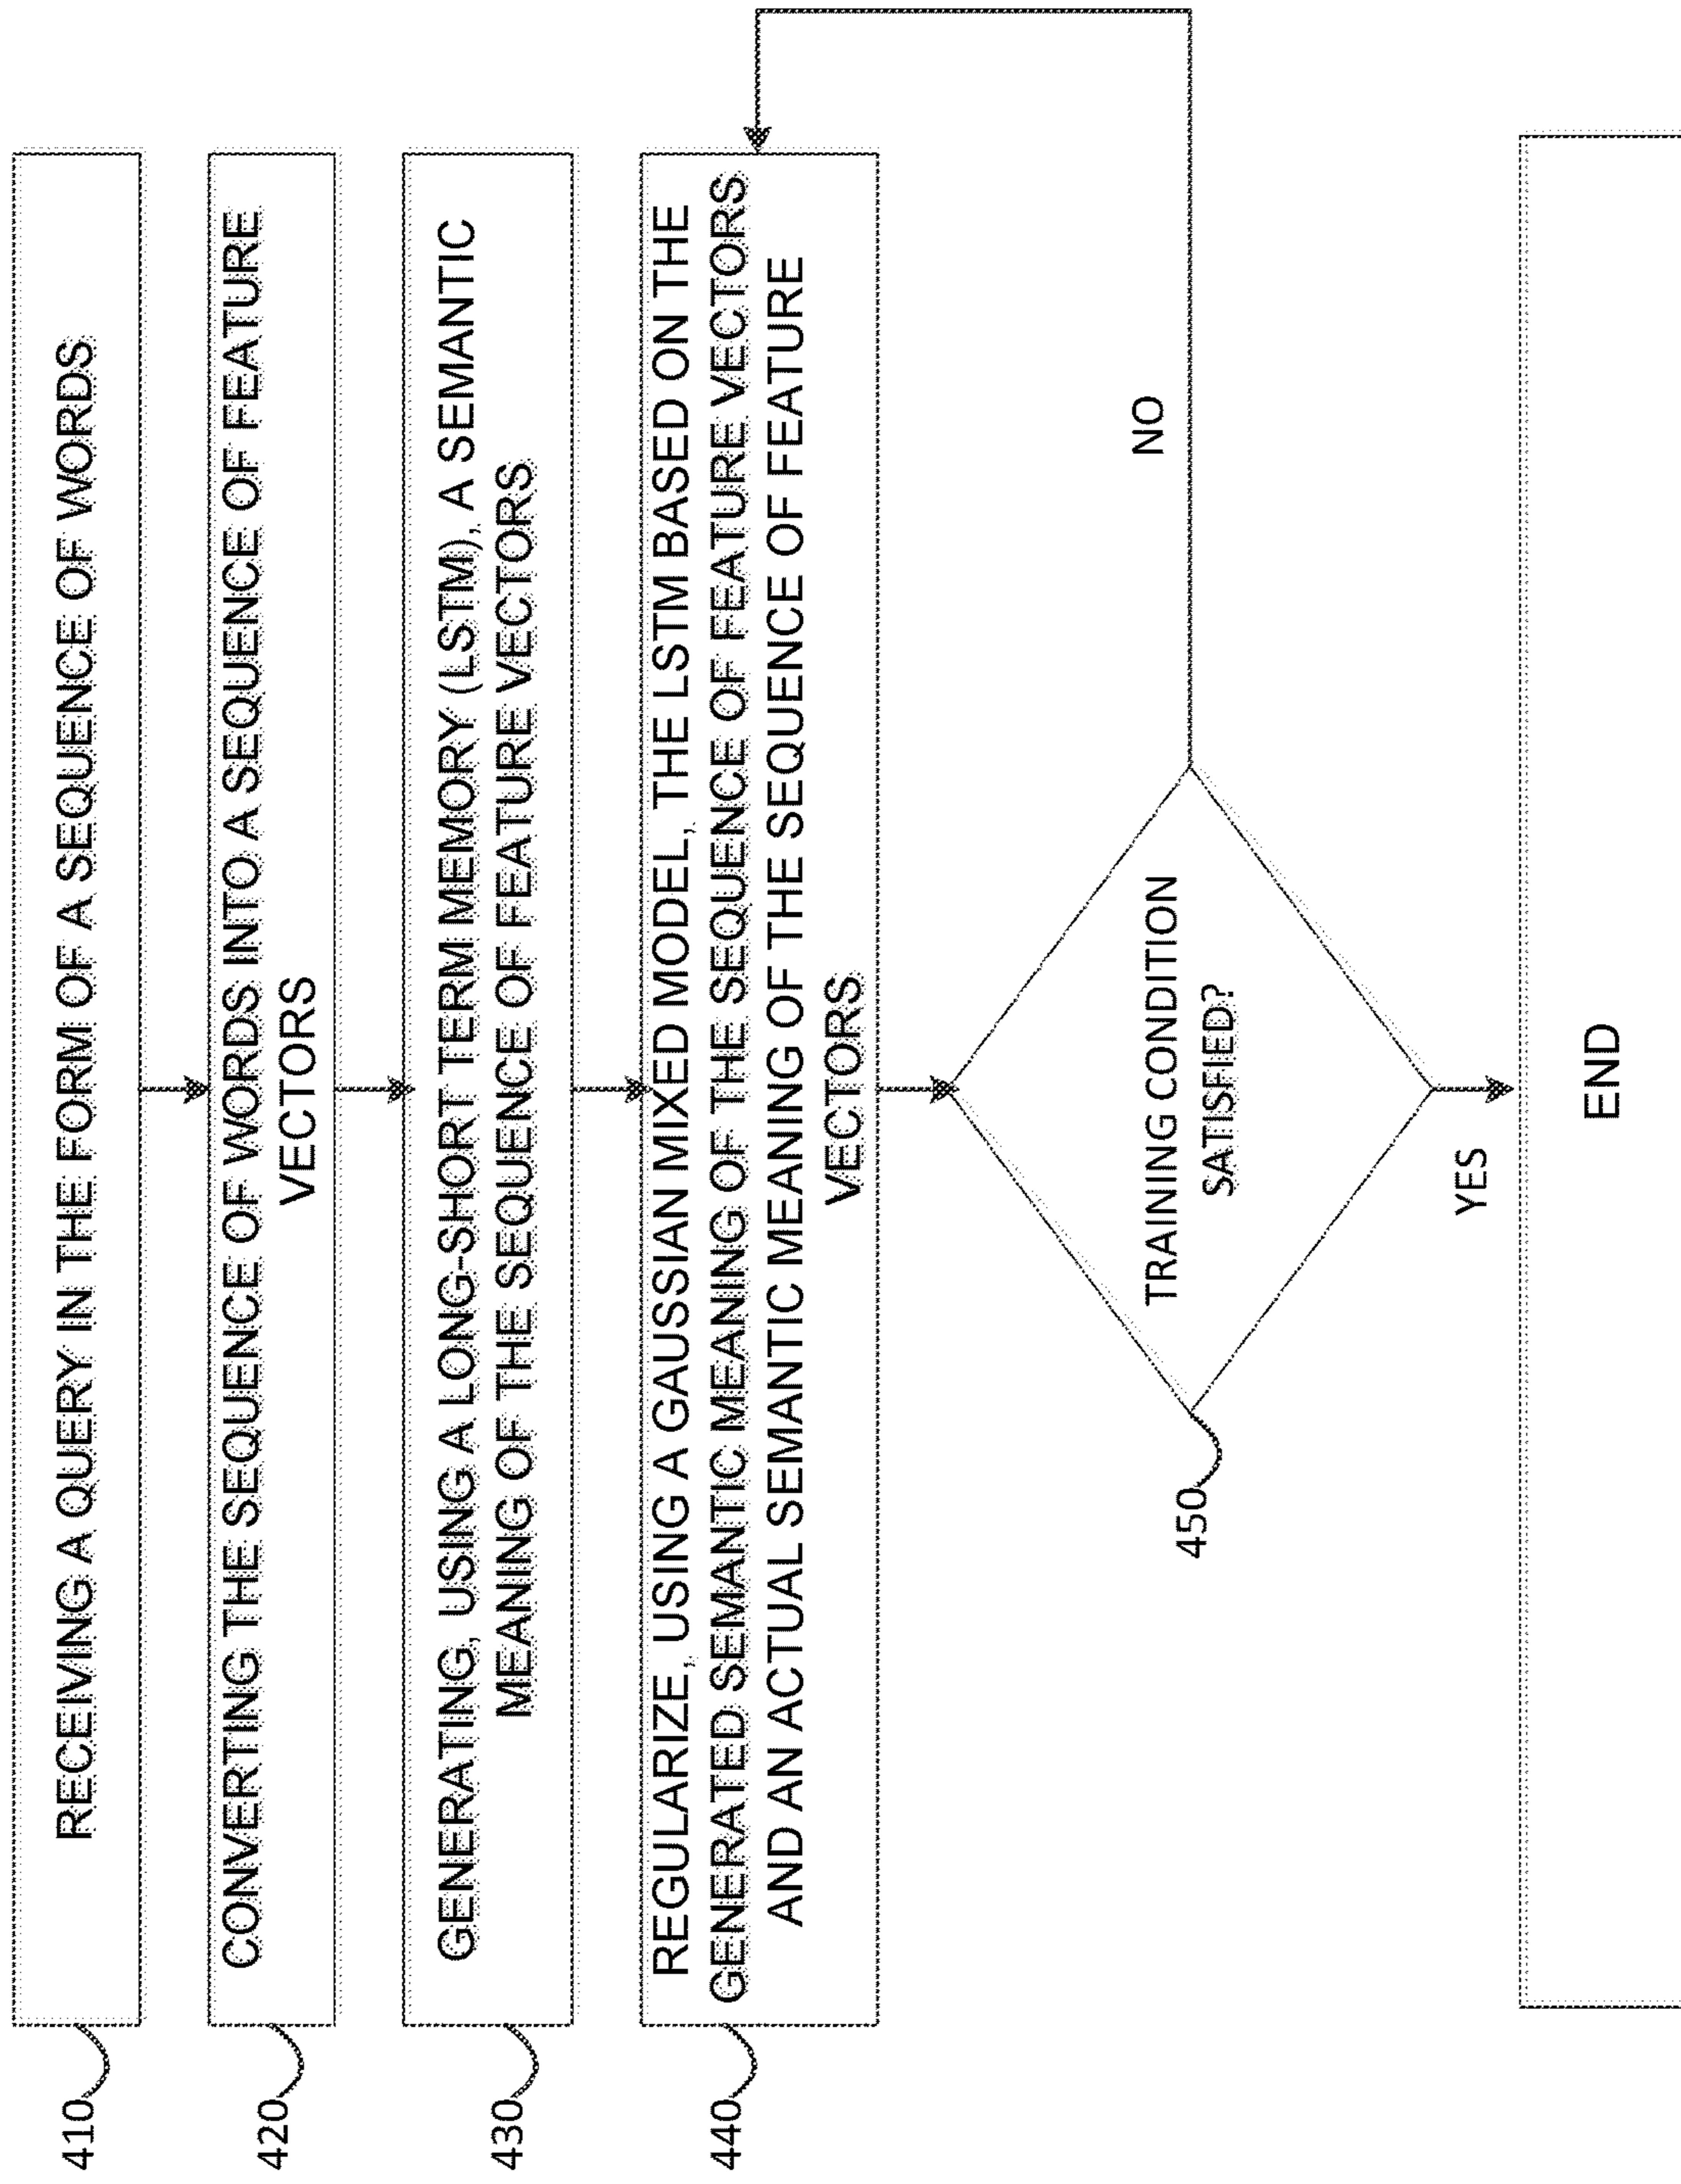 410
RECEIVING A QUERY IN THE FORM OF A SEQUENCE OF WORDS
420
CONVERTING THE SEQUENCE OF WORDS INTO A SEQUENCE OF FEATURE
VECTORS
430
GENERATING, USING A LONG-SHORT TERM MEMORY (LSTM), A SEMANTIC
MEANING OF THE SEQUENCE OF FEATURE VECTORS
440
REGULARIZE, USING A GAUSSIAN MIXED MODEL, THE LSTM BASED ON THE
GENERATED SEMANTIC MEANING OF THE SEQUENCE OF FEATURE VECTORS
AND AN ACTUAL SEMANTIC MEANING OF THE SEQUENCE OF FEATURE
VECTORS
450
TRAINING CONDITION
SATISFIED?
NO
YES
END